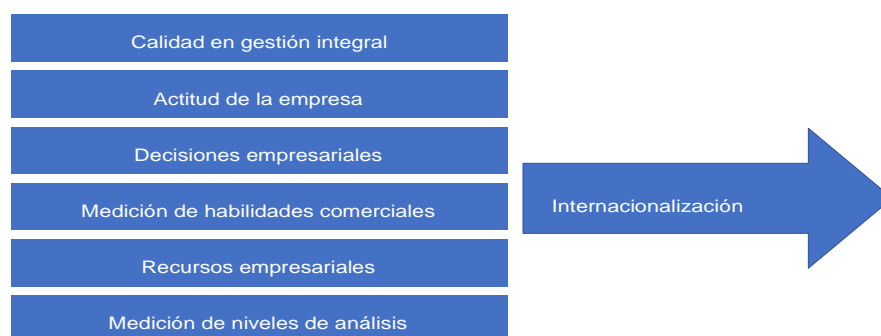 Calidad en gestión integral
Actitud de la empresa
Decisiones empresariales
Medición de habilidades comerciales
Internacionalización
Recursos empresariales
Medición de niveles de análisis